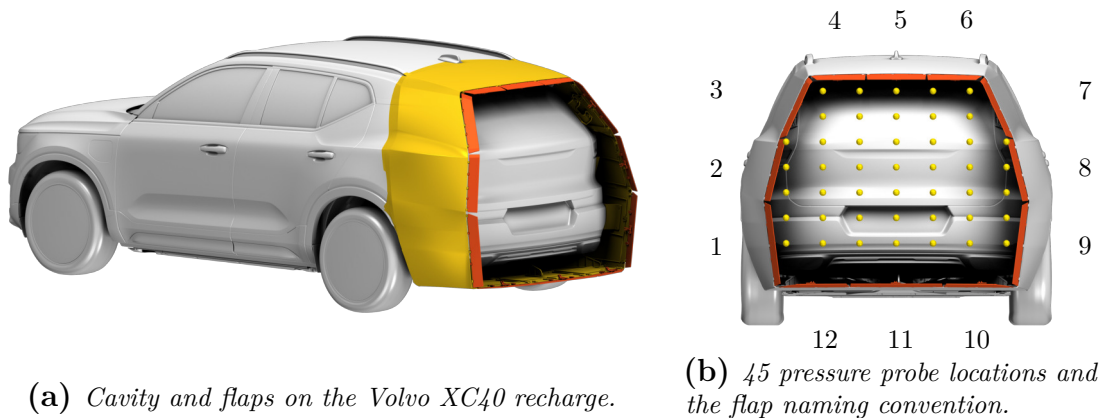 4 5 6
3 7
2 8
1 9
12 11 10
(a) Cavity and flaps on the Volvo XC40 recharge.
(b) 45 pressure probe locations and
the flap naming convention.